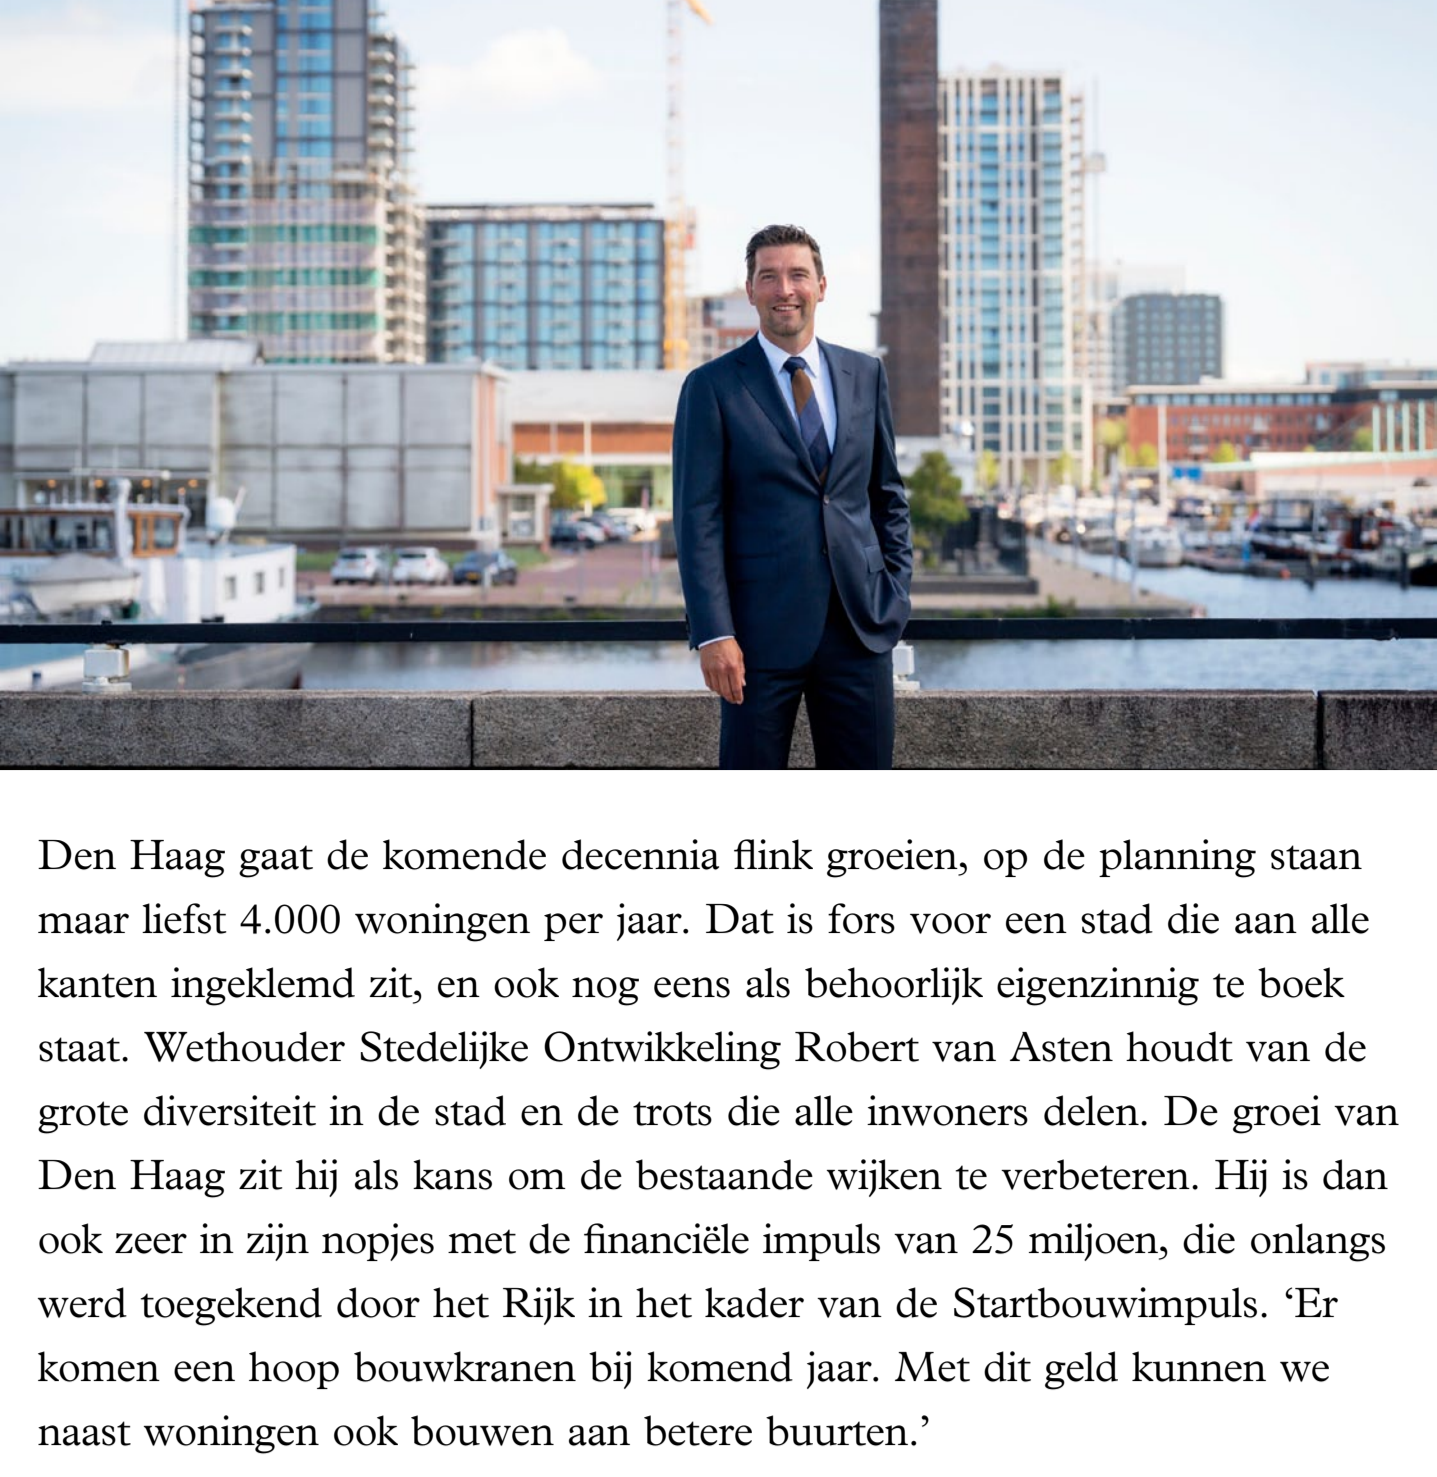 Den Haag gaat de komende decennia flink groeien, op de planning staan
maar liefst 4.000 woningen per jaar. Dat is fors voor een stad die aan alle
kanten ingeklemd zit, en ook nog eens als behoorlijk eigenzinnig te boek
staat. Wethouder Stedelijke Ontwikkeling Robert van Asten houdt van de
grote diversiteit in de stad en de trots die alle inwoners delen. De groei van
Den Haag zit hij als kans om de bestaande wijken te verbeteren. Hij is dan
ook zeer in zijn nopjes met de financiële impuls van 25 miljoen, die onlangs
werd toegekend door het Rijk in het kader van de Startbouwimpuls. ‘Er
komen een hoop bouwkranen bij komend jaar. Met dit geld kunnen we
naast woningen ook bouwen aan betere buurten.’